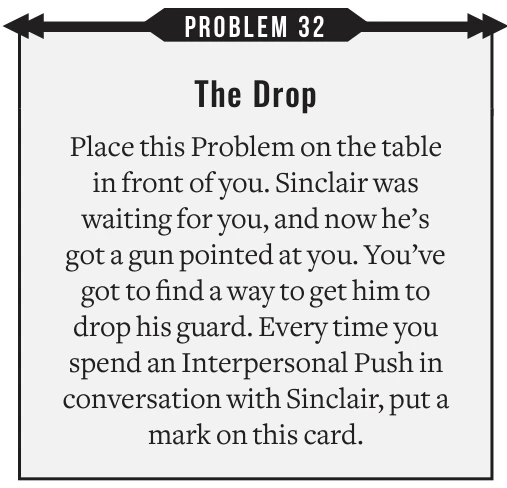 PROBLEM 32
The Drop
Place this Problem on the table
in front of you. Sinclair was
waiting for you, and now he’s
got a gun pointed at you. You’ve
got to find a way to get him to
drop his guard. Every time you
spend an Interpersonal Push in
conversation with Sinclair, put a
mark on this card.